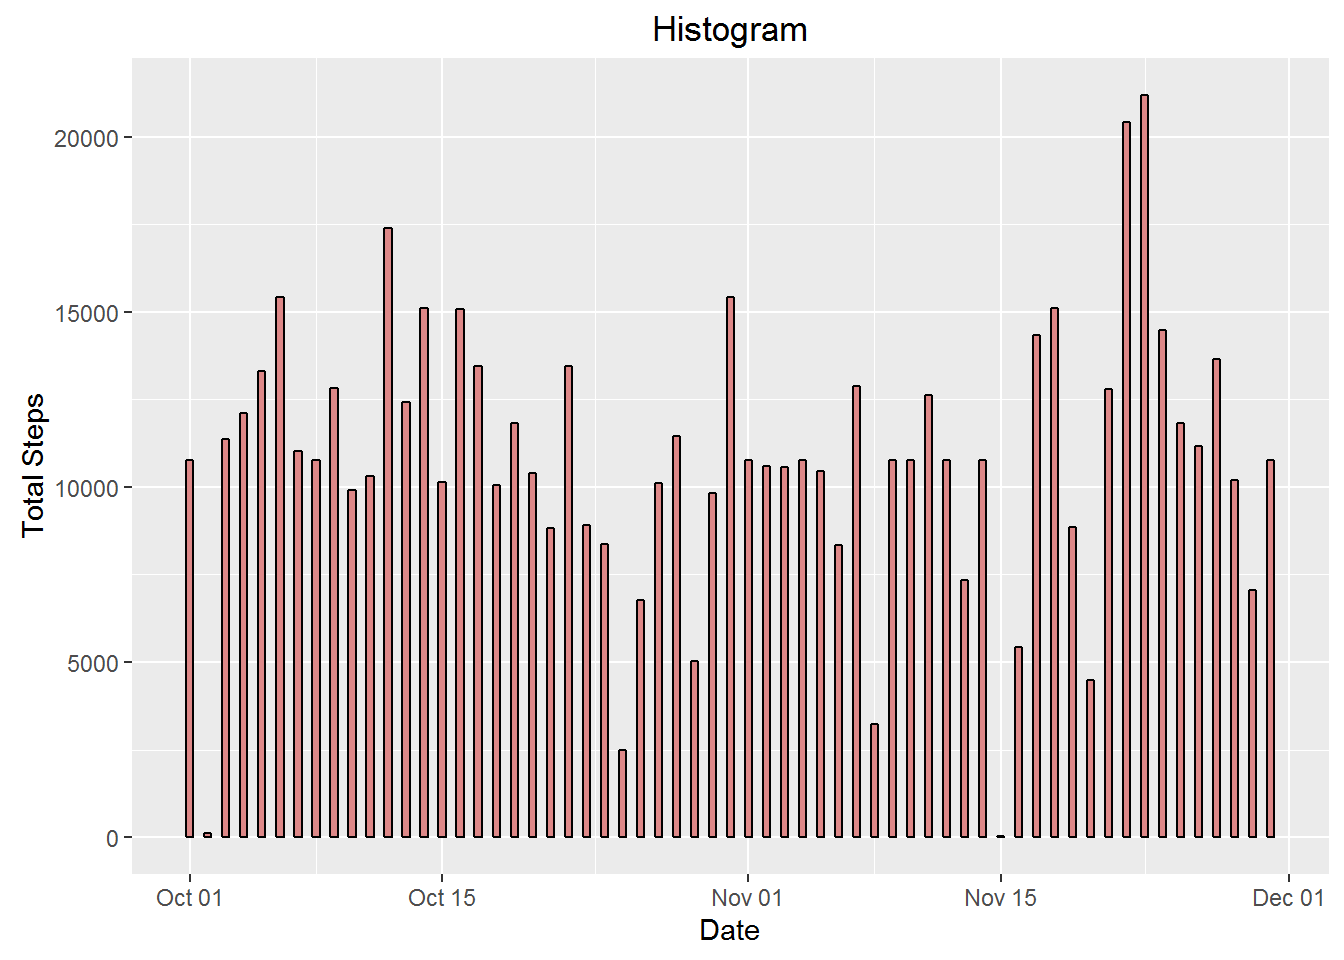 Histogram
Total Steps
20000
15000
10000
5000
0
Oct 01
Oct 15
Nov 01
Nov 15
Dec 01
Date